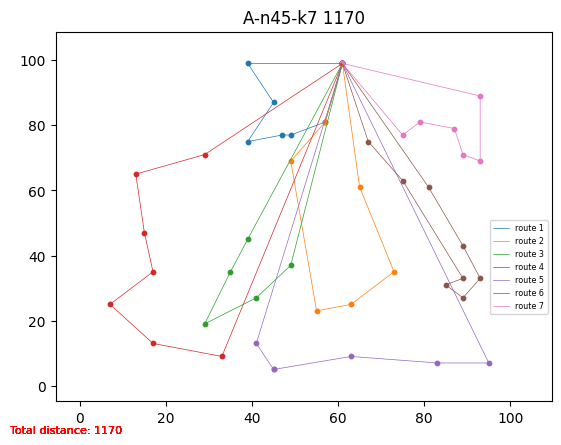 A-n45-k7 1170
100
80
60
40
20
0
0 20 40 60 80 100
route 1
route 2
route 3
route 4
route 5
route 6
route 7
Total distance: 1170